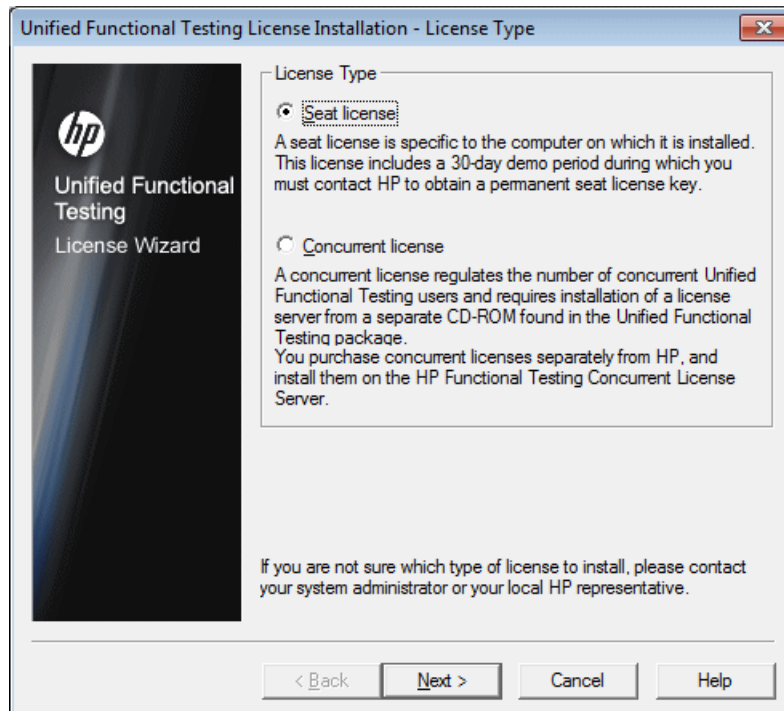 Unified Functional Testing License Installation - License Type
hp
Unified Functional
Testing
License Wizard
License Type
Seat license
A seat license is specific to the computer on which it is installed.
This license includes a 30-day demo period during which you
must contact HP to obtain a permanent seat license key.
Concurrent license
A concurrent license regulates the number of concurrent Unified
Functional Testing users and requires installation of a license
server from a separate CD-ROM found in the Unified Functional
Testing package.
You purchase concurrent licenses separately from HP, and
install them on the HP Functional Testing Concurrent License
Server.
If you are not sure which type of license to install, please contact
your system administrator or your local HP representative.
< Back Next > Cancel Help